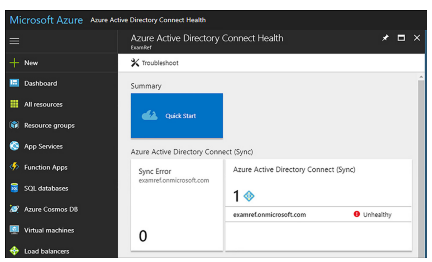 Microsoft Azure Azure Active Directory Connect Health
Azure Active Directory Connect Health
ExamRef
New
Troubleshoot
Dashboard
Summary
All resources
Quick Start
Resource groups
App Services
Azure Active Directory Connect (Sync)
Function Apps
Sync Error
examref.onmicrosoft.com
Azure Active Directory Connect (Sync)
SQL databases
1
Azure Cosmos DB
examref.onmicrosoft.com Unhealthy
Virtual machines
0
Load balancers